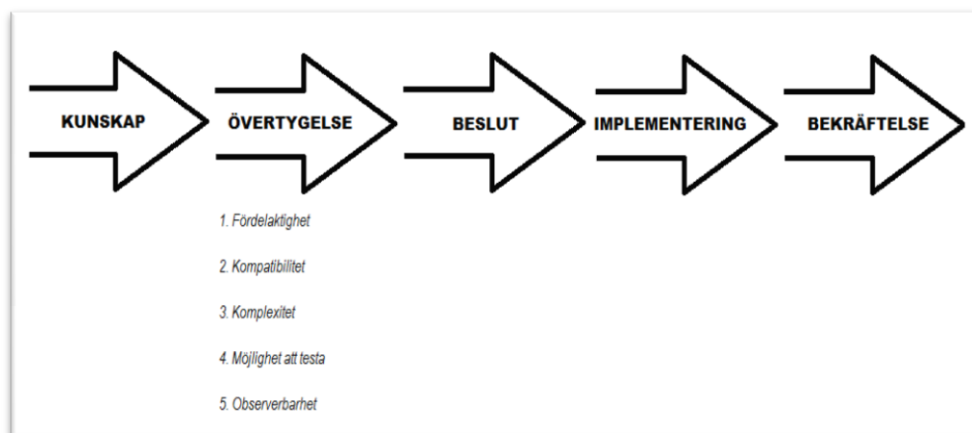 KUNSKAP ÖVERTYGELSE BESLUT IMPLEMENTERING BEKRÄFTELSE
1. Fördelaktighet
2. Kompatibilitet
3. Komplexitet
4. Möjlighet att testa
5. Observerbarhet